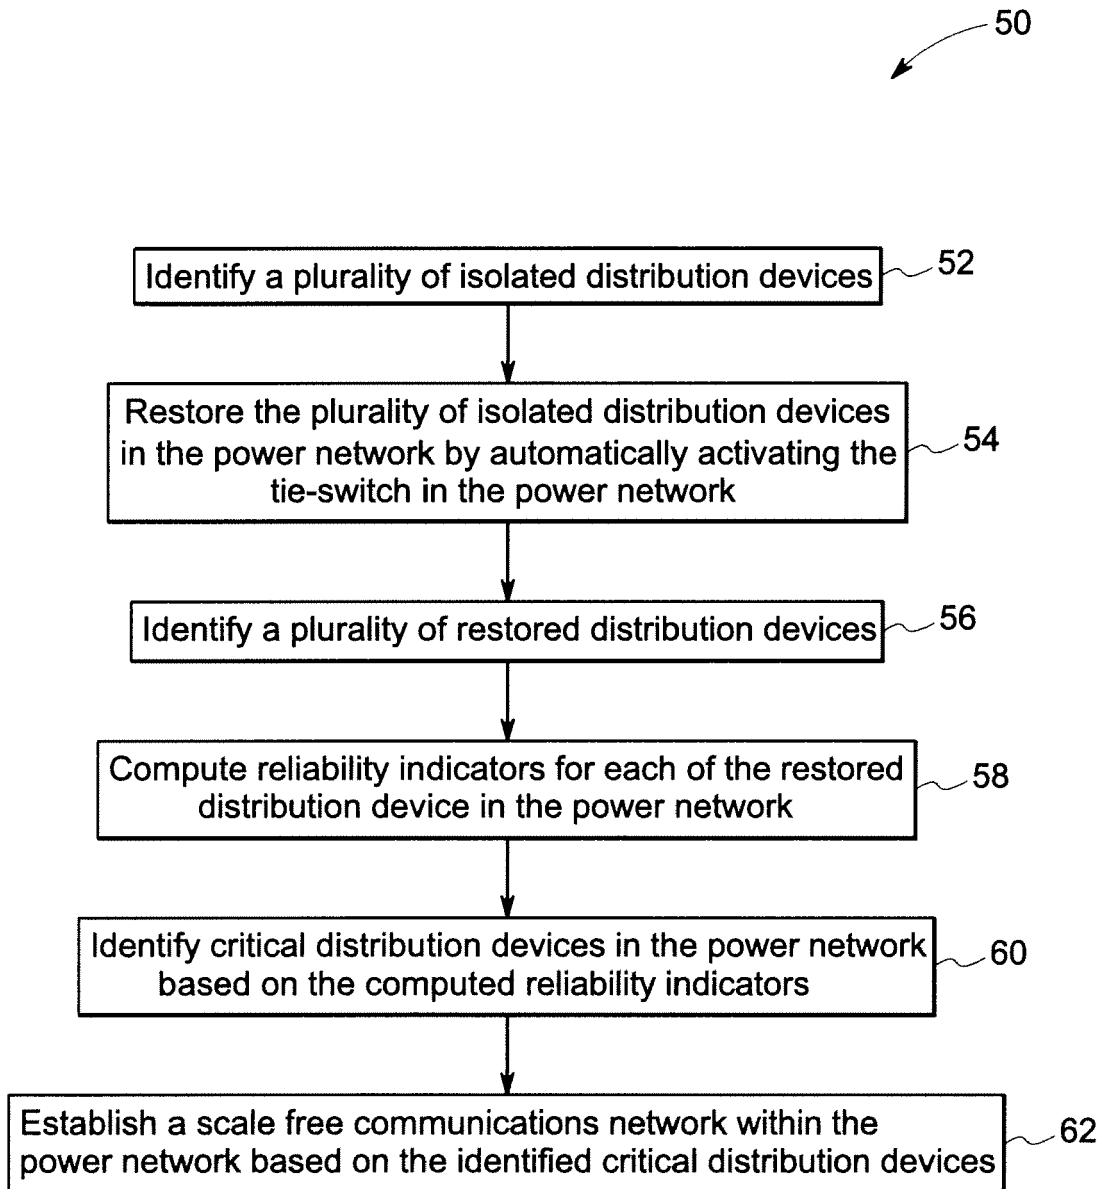 50
Identify a plurality of isolated distribution devices
52
Restore the plurality of isolated distribution devices
in the power network by automatically activating the
tie-switch in the power network
54
Identify a plurality of restored distribution devices
56
Compute reliability indicators for each of the restored
distribution device in the power network
58
Identify critical distribution devices in the power network
based on the computed reliability indicators
60
Establish a scale free communications network within the
power network based on the identified critical distribution devices
62